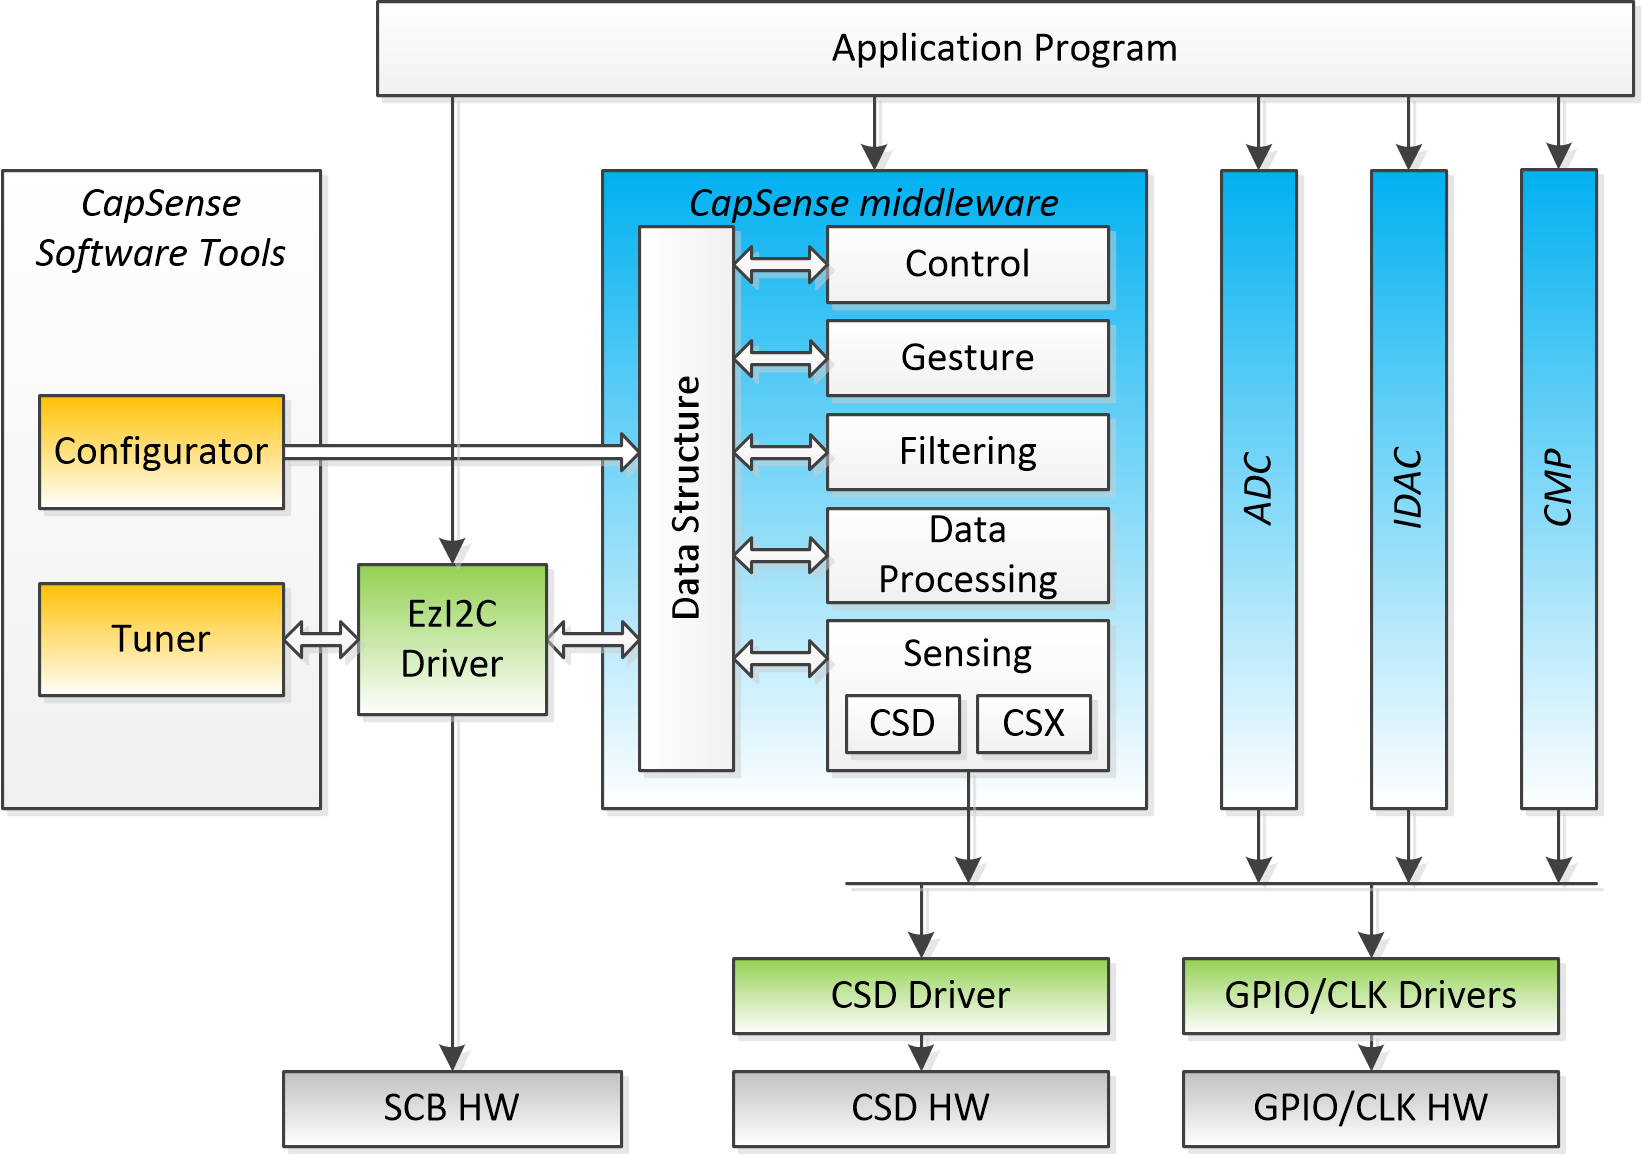 Application Program
CapSense
Software Tools
Configurator
Tuner
EzI2C
Driver
CapSense middleware
Data Structure
Control
Gesture
Filtering
Data
Processing
Sensing
CSD
CSX
ADC
IDAC
CMP
CSD Driver
GPIO/CLK Drivers
SCB HW
CSD HW
GPIO/CLK HW